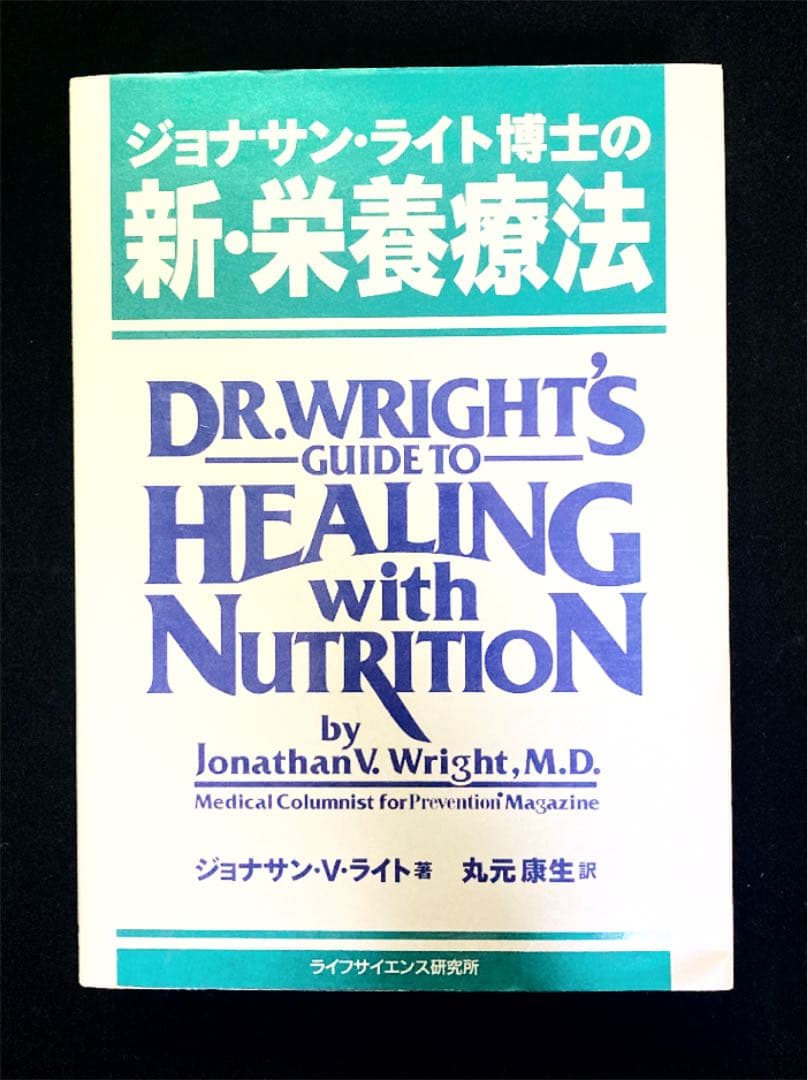 ジョナサン・ライト博士の
新・栄養療法
DR. WRIGHT'S
GUIDE TO
HEALING
with
NUTRITION
by
Jonathan V. Wright, M.D.
Medical Columnist for Prevention® Magazine
ジョナサン・V・ライト著 丸元康生訳
ライフサイエンス研究所